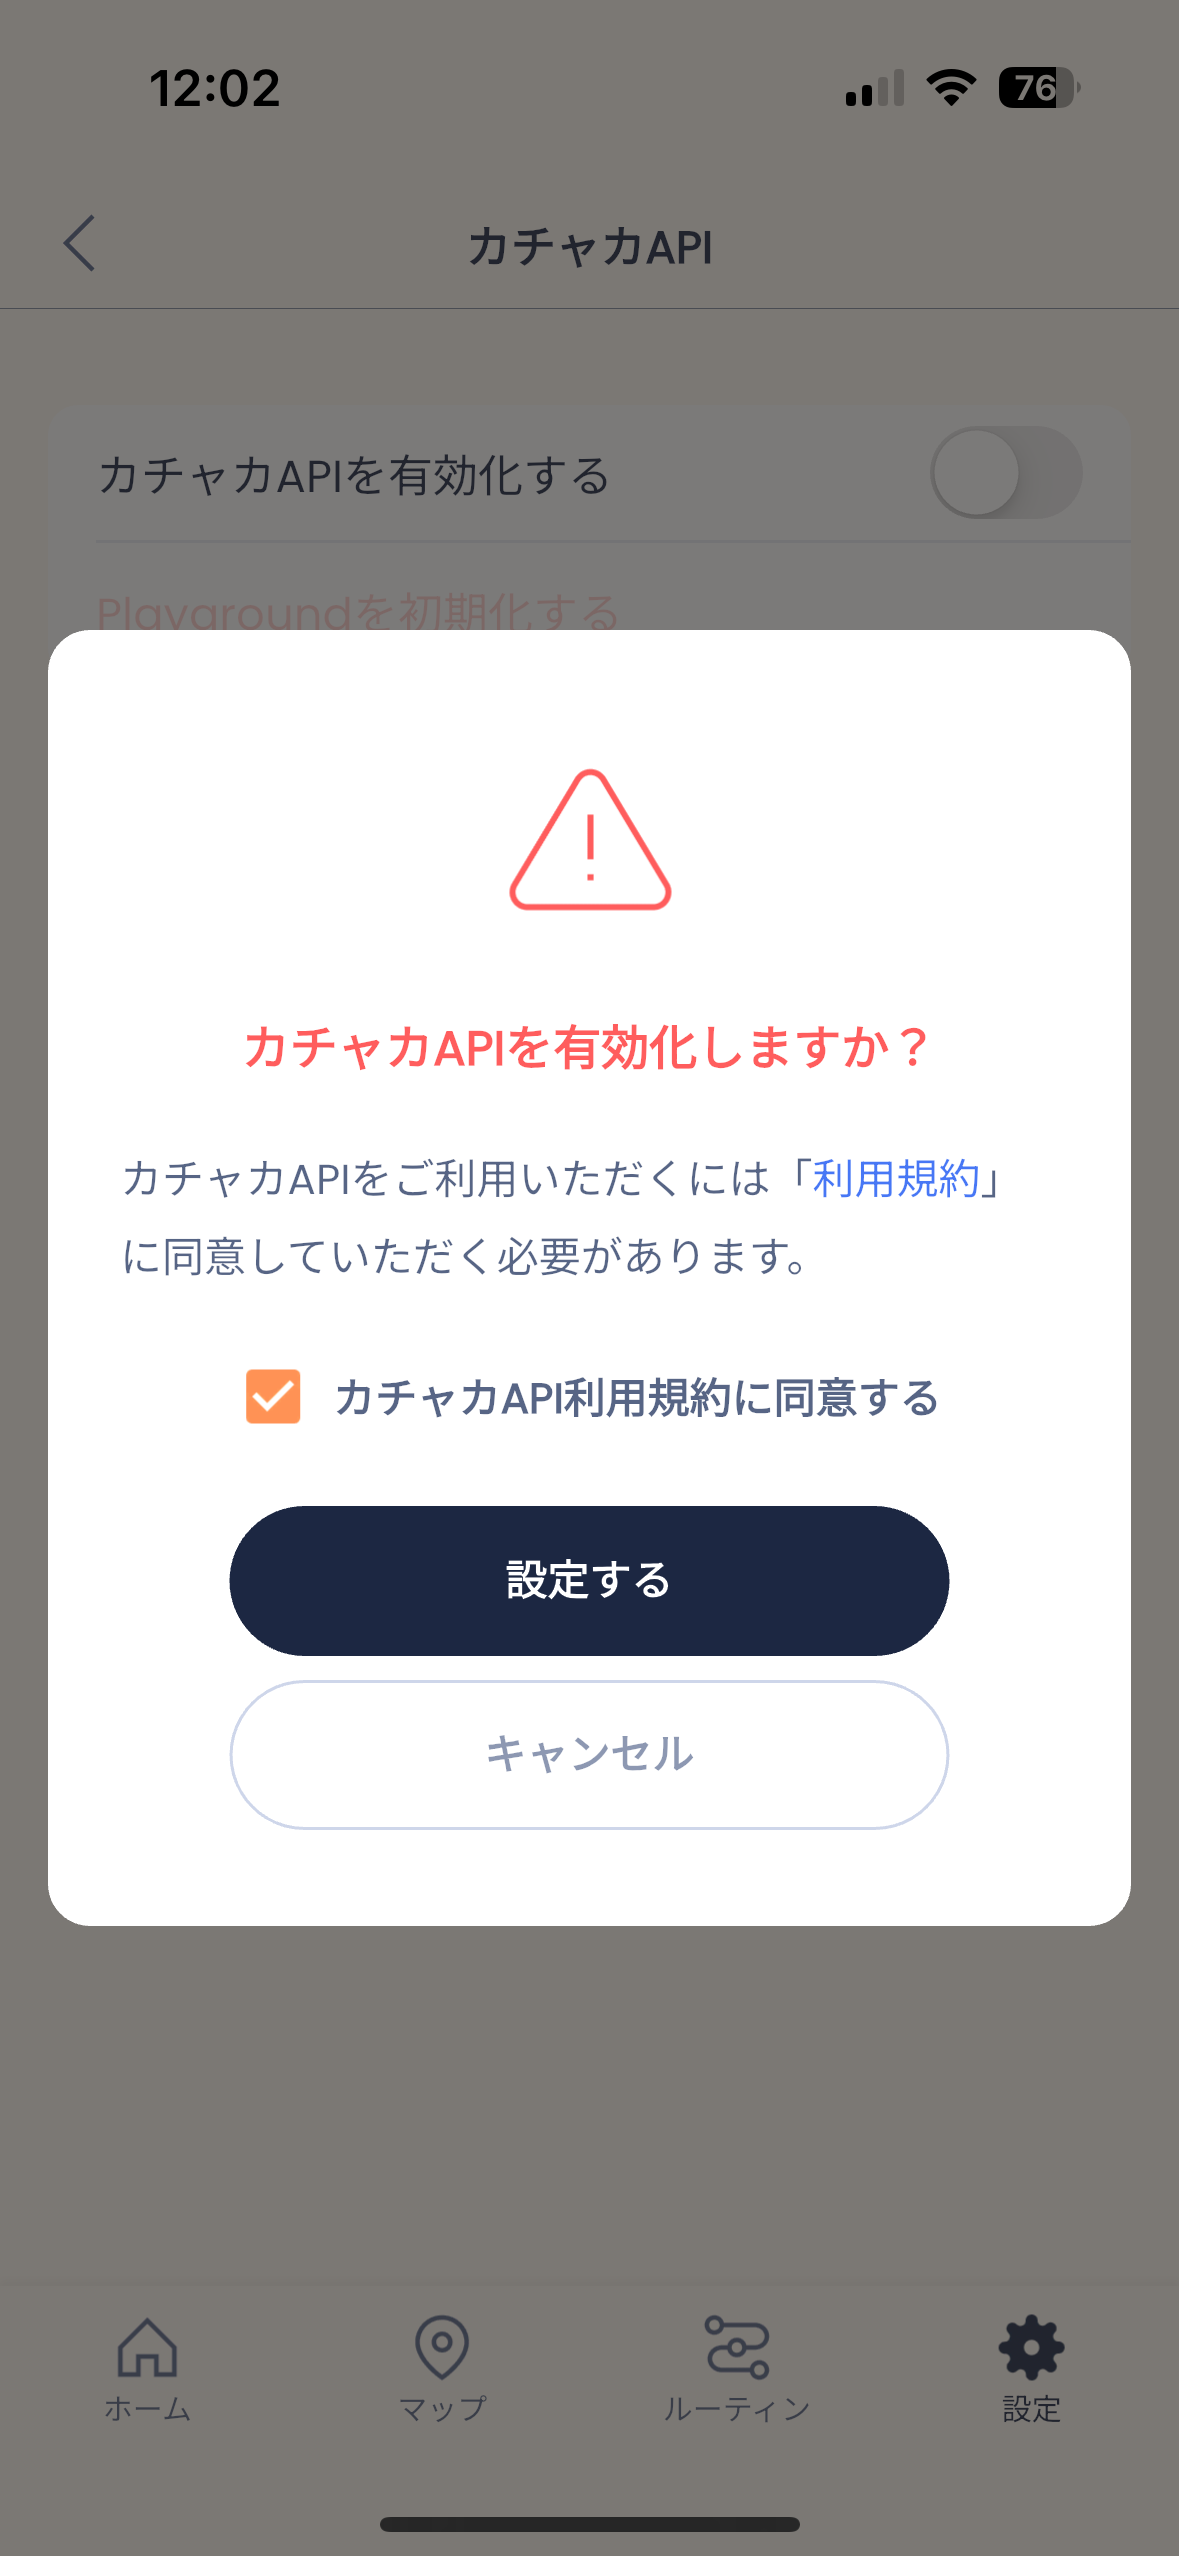 12:02
76
カチャカAPI
カチャカAPIを有効化する
Playgroundを初期化する
カチャカAPIを有効化しますか？
カチャカAPIをご利用いただくには「利用規約」
に同意していただく必要があります。
カチャカAPI利用規約に同意する
設定する
キャンセル
ホーム
マップ
ルーティン
設定